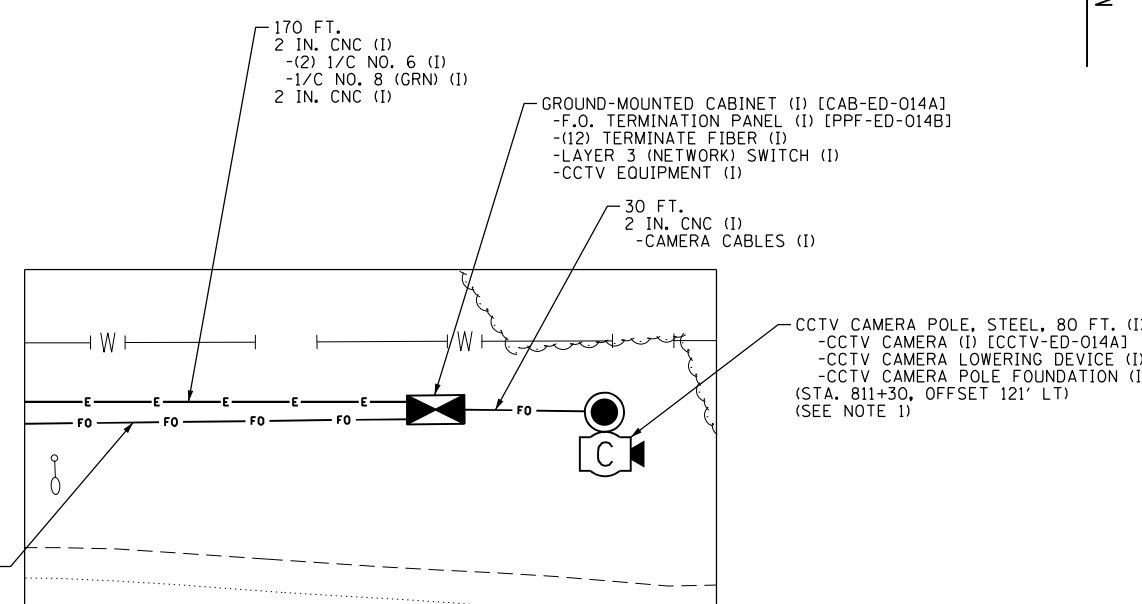 170 FT.
2 IN. CNC (I)
-(2) 1/C NO. 6 (I)
-1/C NO. 8 (GRN) (I)
2 IN. CNC (I)
GROUND-MOUNTED CABINET (I) [CAB-ED-014A]
-F.O. TERMINATION PANEL (I) [PPF-ED-014B]
-(12) TERMINATE FIBER (I)
-LAYER 3 (NETWORK) SWITCH (I)
-CCTV EQUIPMENT (I)
30 FT.
2 IN. CNC (I)
-CAMERA CABLES (I)
CCTV CAMERA POLE, STEEL, 80 FT. (I)
-CCTV CAMERA (I) [CCTV-ED-014A]
-CCTV CAMERA LOWERING DEVICE (I)
-CCTV CAMERA POLE FOUNDATION (I)
(STA. 811+30, OFFSET 121' LT)
(SEE NOTE 1)
W W
E E E E E
FO FO FO FO FO
C